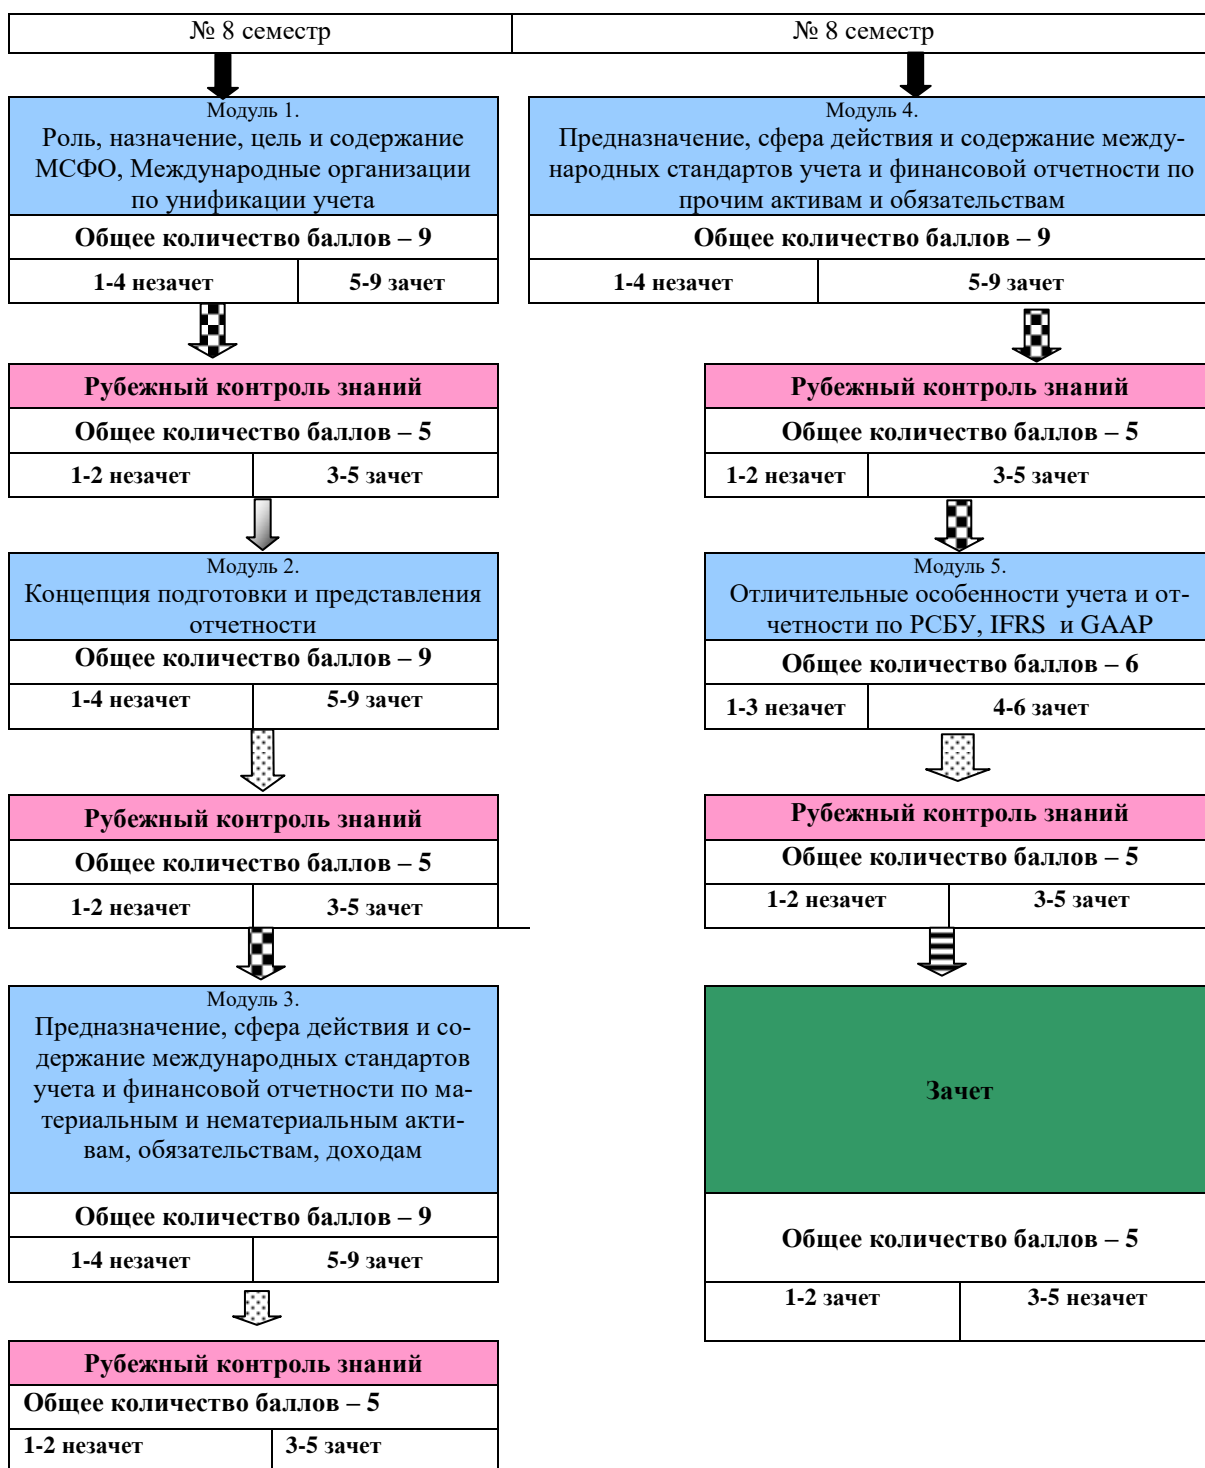 № 8 семестр
№ 8 семестр
Модуль 1.
Роль, назначение, цель и содержание
МСФО, Международные организации
по унификации учета
Общее количество баллов – 9
1-4 незачет
5-9 зачет
Рубежный контроль знаний
Общее количество баллов – 5
1-2 незачет
3-5 зачет
Модуль 2.
Концепция подготовки и представления
отчетности
Общее количество баллов – 9
1-4 незачет
5-9 зачет
Рубежный контроль знаний
Общее количество баллов – 5
1-2 незачет
3-5 зачет
Модуль 3.
Предназначение, сфера действия и со-
держание международных стандартов
учета и финансовой отчетности по ма-
териальным и нематериальным акти-
вам, обязательствам, доходам
Общее количество баллов – 9
1-4 незачет
5-9 зачет
Рубежный контроль знаний
Общее количество баллов – 5
1-2 незачет
3-5 зачет
Модуль 4.
Предназначение, сфера действия и содержание между-
народных стандартов учета и финансовой отчетности по
прочим активам и обязательствам
Общее количество баллов – 9
1-4 незачет
5-9 зачет
Рубежный контроль знаний
Общее количество баллов – 5
1-2 незачет
3-5 зачет
Модуль 5.
Отличительные особенности учета и от-
четности по РСБУ, IFRS и GAAP
Общее количество баллов – 6
1-3 незачет
4-6 зачет
Рубежный контроль знаний
Общее количество баллов – 5
1-2 незачет
3-5 зачет
Зачет
Общее количество баллов – 5
1-2 зачет
3-5 незачет